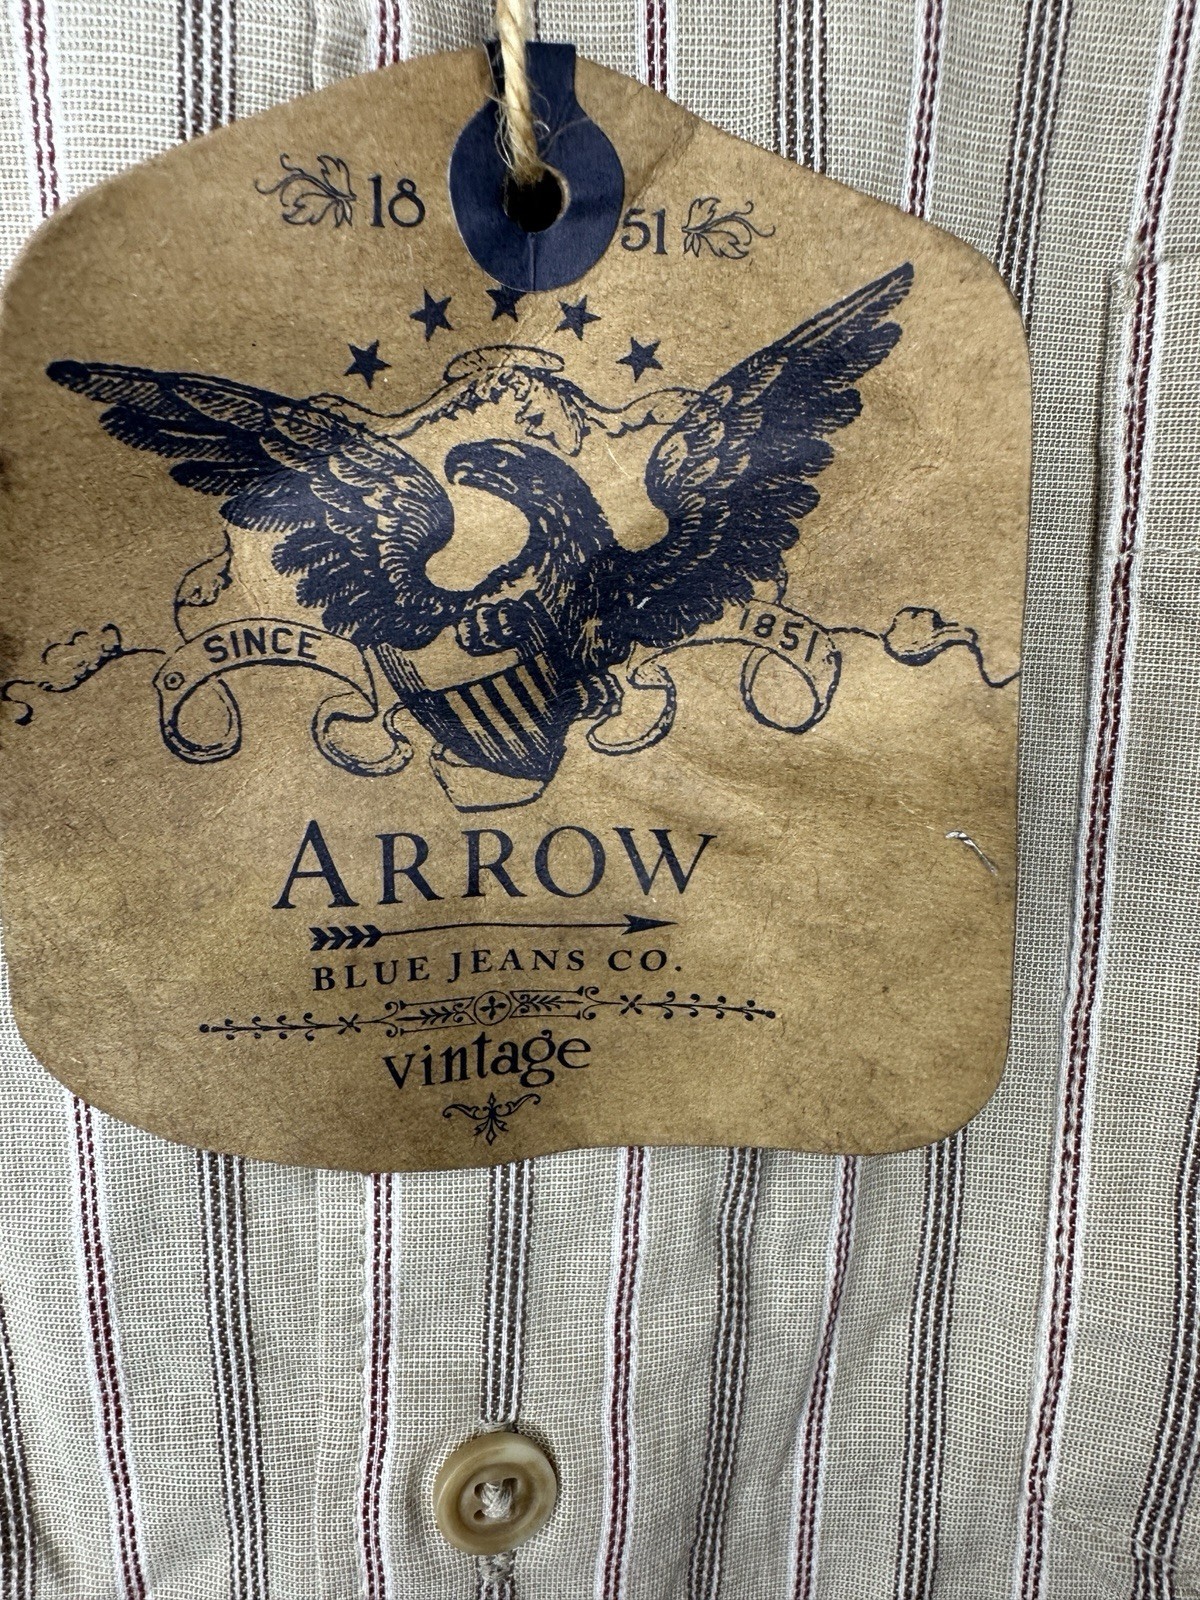 18 51
SINCE 1851
ARROW
BLUE JEANS CO.
vintage